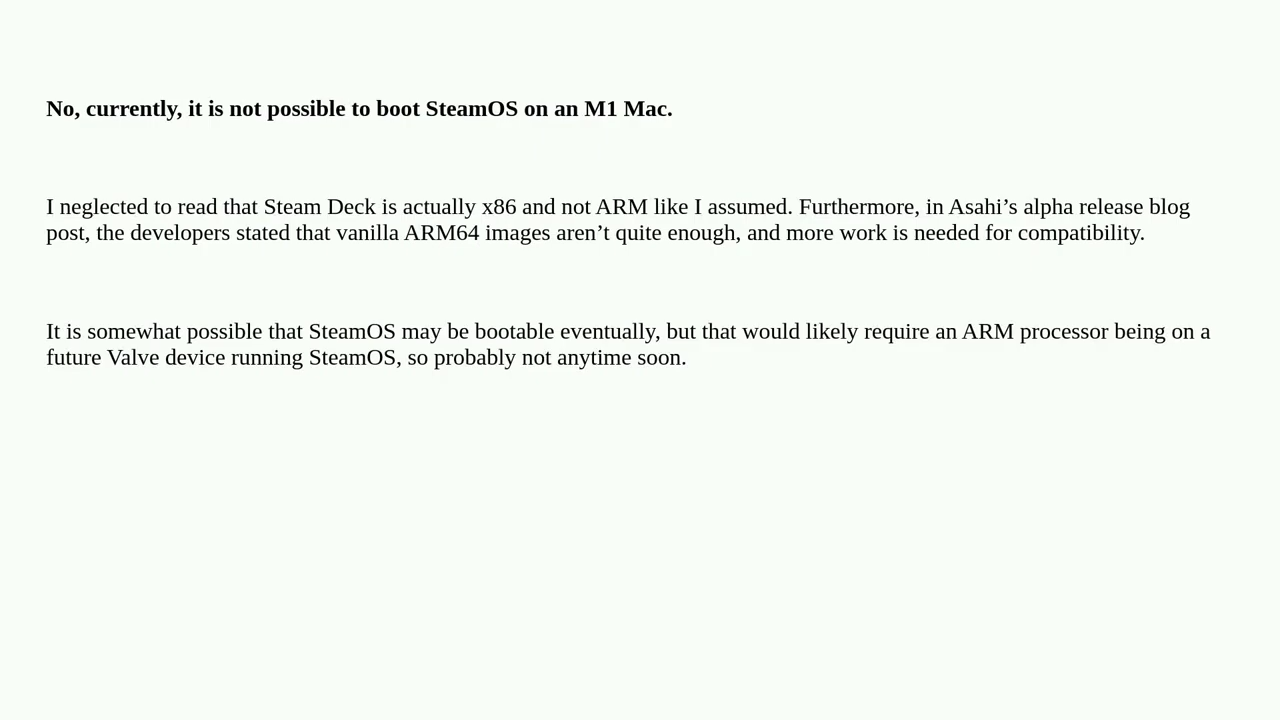 No, currently, it is not possible to boot SteamOS on an M1 Mac.
I neglected to read that Steam Deck is actually x86 and not ARM like I assumed. Furthermore, in Asahi’s alpha release blog
post, the developers stated that vanilla ARM64 images aren’t quite enough, and more work is needed for compatibility.
It is somewhat possible that SteamOS may be bootable eventually, but that would likely require an ARM processor being on a
future Valve device running SteamOS, so probably not anytime soon.